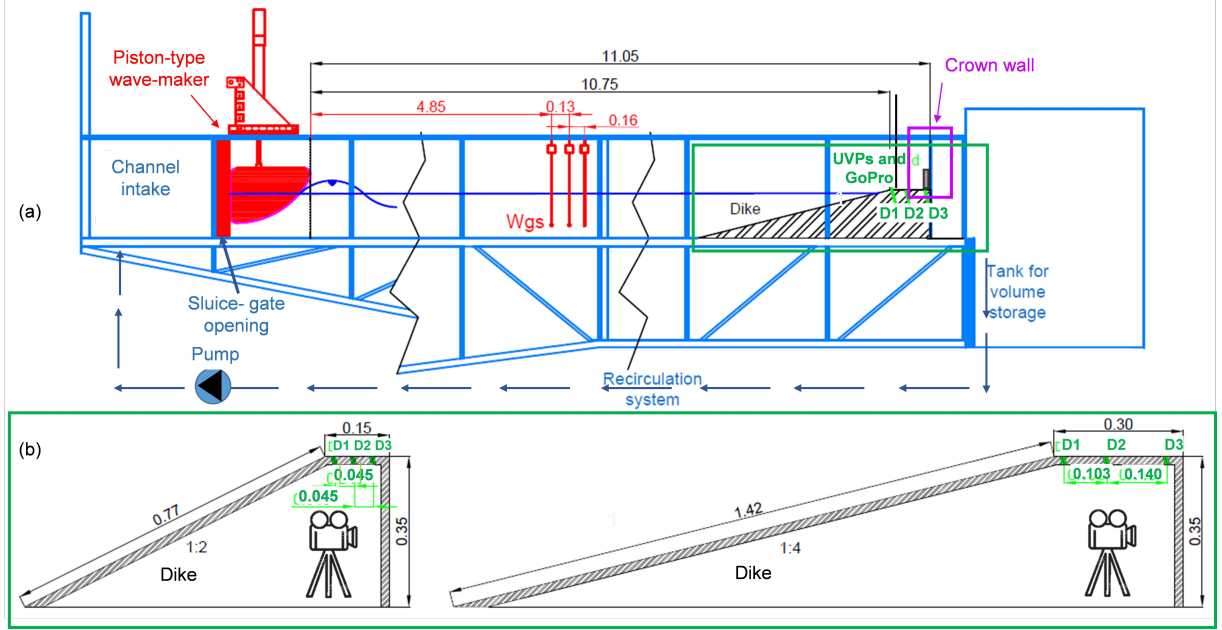 11.05
Piston-type
wave-maker
Crown wall
10.75
4.85
0.13
0.16
Channel
intake
UVPs and d
GoPro
(a)
Dike
D1 D2 D3
Wgs
Sluice- gate
opening
Tank for
volume
storage
Pump
Recirculation
system
(b)
0.15
D1 D2 D3
0.045
0.045
0.77
1:2
Dike
0.35
0.30
D1 D2 D3
0.103 0.140
1.42
1:4
Dike
0.35